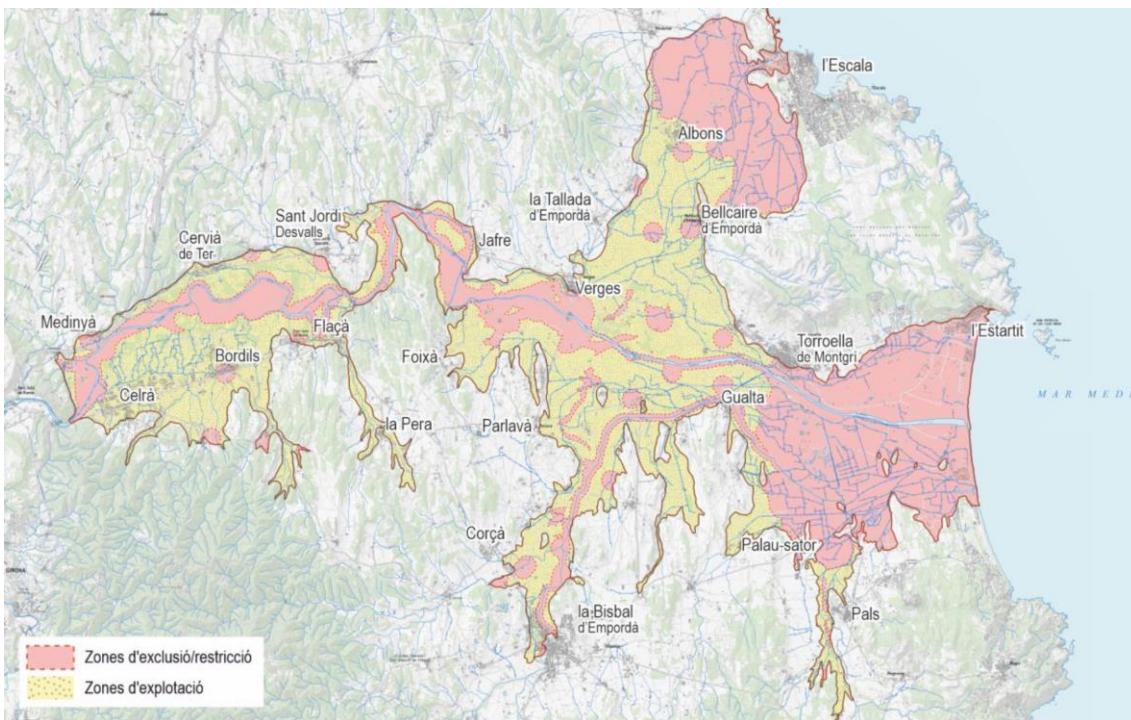 l'Escala
Albons
la Tallada
d'Empordà
Bellcaire
d'Empordà
Sant Jordi
Desvalls
Jafre
Cervià
de Ter
Verges
Medinyà
Flaçà
Foixà
Torroella
de Montgrí
l'Estartit
Bordils
Celrà
Gualta
MAR MEDI
la Pera
Parlavà
Corçà
Palau-sator
la Bisbal
d'Empordà
Pals
GIRONA
Zones d'exclusió/restricció
Zones d'explotació